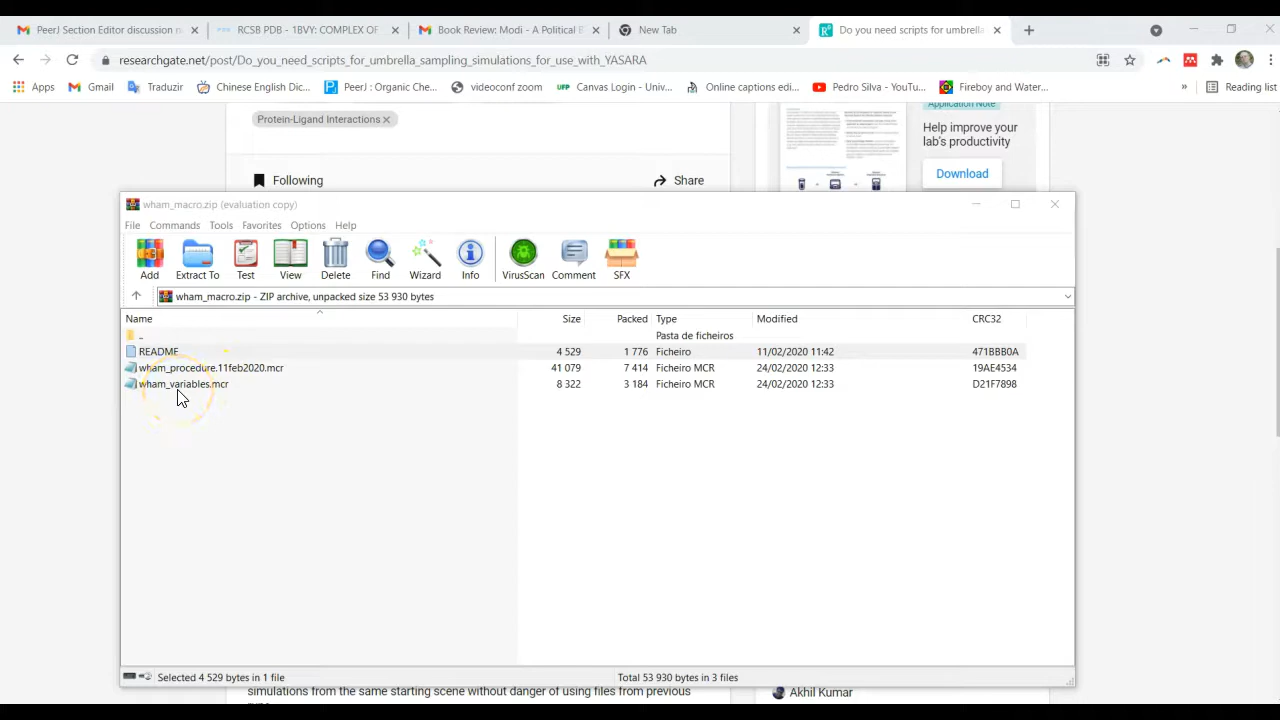 PeerJ Section Editor discussion n
RCSB PDB - 1BVY: COMPLEX OF
Book Review: Modi - A Political B
New Tab
Do you need scripts for umbrella
researchgate.net/post/Do_you_need_scripts_for_umbrella_sampling_simulations_for_use_with_YASARA
Apps
Gmail
Traduzir
Chinese English Dic...
PeerJ : Organic Che...
videoconf zoom
Canvas Login - Univ...
Online captions edi...
Pedro Silva - YouTu...
Fireboy and Water...
»
Reading list
Protein-Ligand Interactions
Application Note
Help improve your
lab's productivity
Download
Following
Share
wham_macro.zip (evaluation copy)
File Commands Tools Favorites Options Help
Add
Extract To
Test
View
Delete
Find
Wizard
Info
VirusScan
Comment
SFX
wham_macro.zip - ZIP archive, unpacked size 53 930 bytes
Name Size Packed Type Modified CRC32
.. Pasta de ficheiros
README 4 529 1 776 Ficheiro 11/02/2020 11:42 471BBB0A
wham_procedure.11feb2020.mcr 41 079 7 414 Ficheiro MCR 24/02/2020 12:33 19AE4534
wham_variables.mcr 8 322 3 184 Ficheiro MCR 24/02/2020 12:33 D21F7898
Selected 4 529 bytes in 1 file
Total 53 930 bytes in 3 files
simulations from the same starting scene without danger of using files from previous
Akhil Kumar